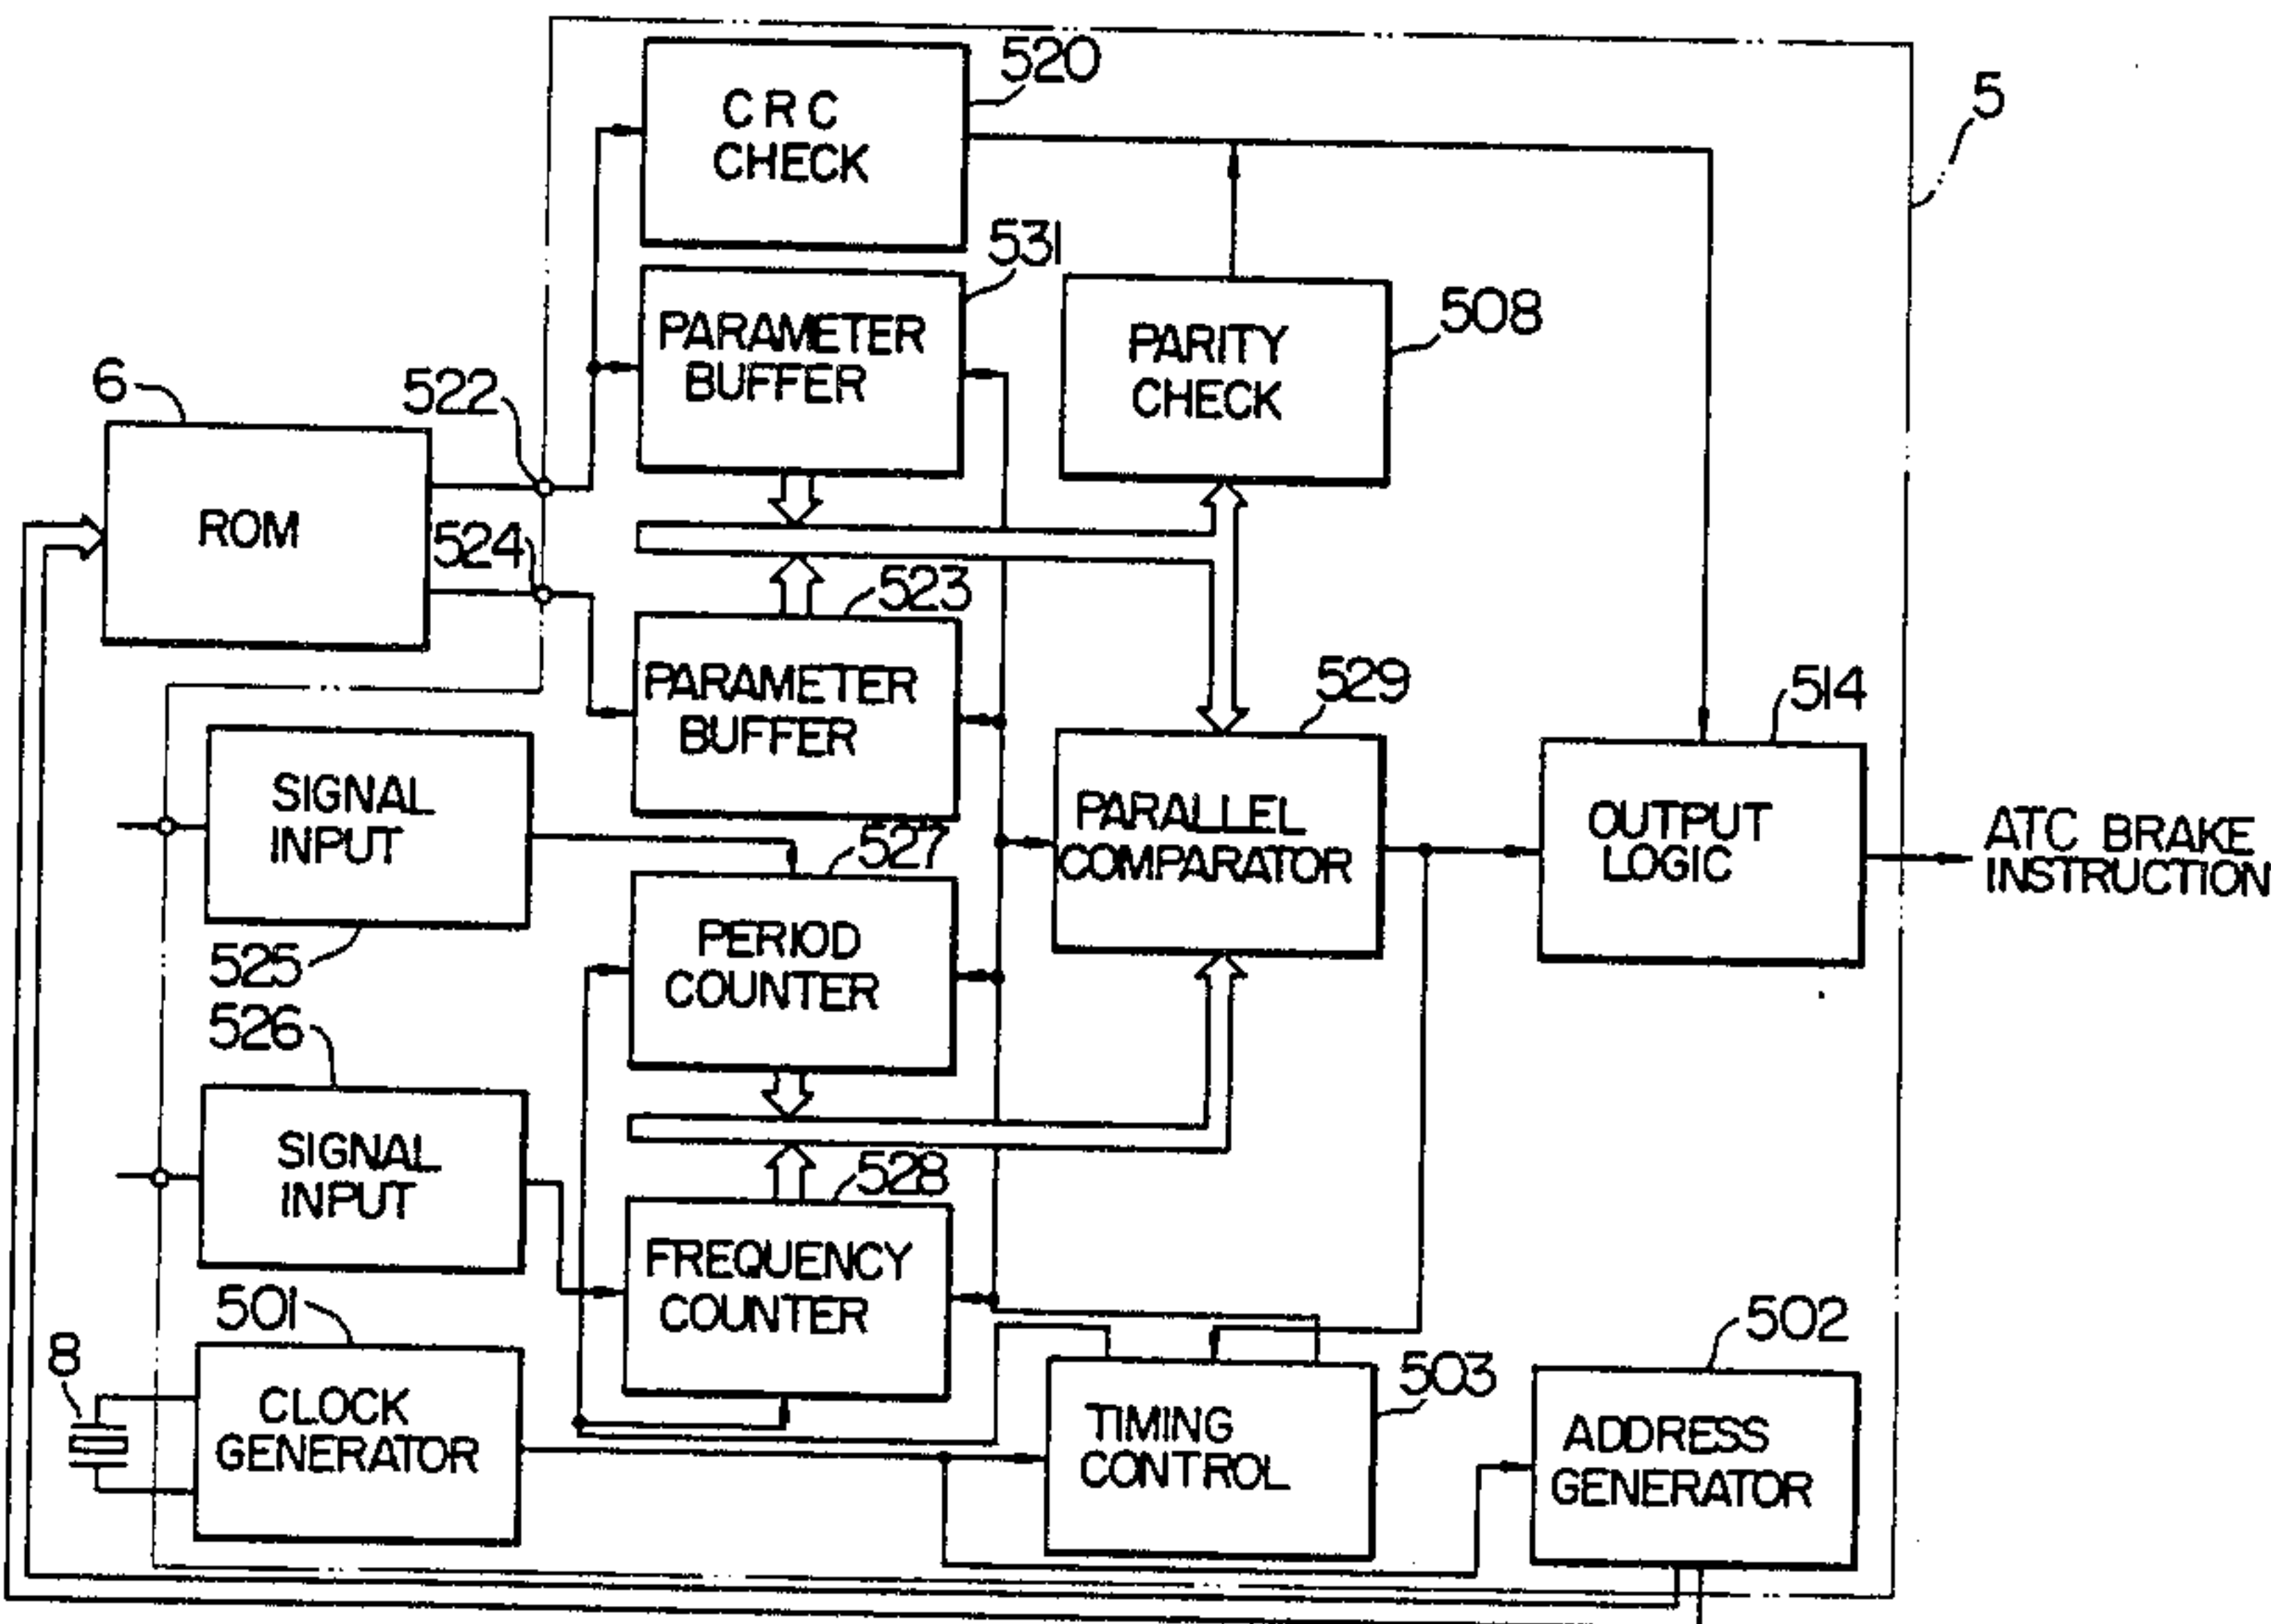 520
CRC
CHECK
5
531
PARAMETER
BUFFER
508
PARITY
CHECK
6
522
ROM
524
523
PARAMETER
BUFFER
529
514
SIGNAL
INPUT
527
PARALLEL
COMPARATOR
OUTPUT
LOGIC
ATC BRAKE
INSTRUCTION
525
PERIOD
COUNTER
526
SIGNAL
INPUT
528
FREQUENCY
COUNTER
501
8
CLOCK
GENERATOR
503
TIMING
CONTROL
502
ADDRESS
GENERATOR